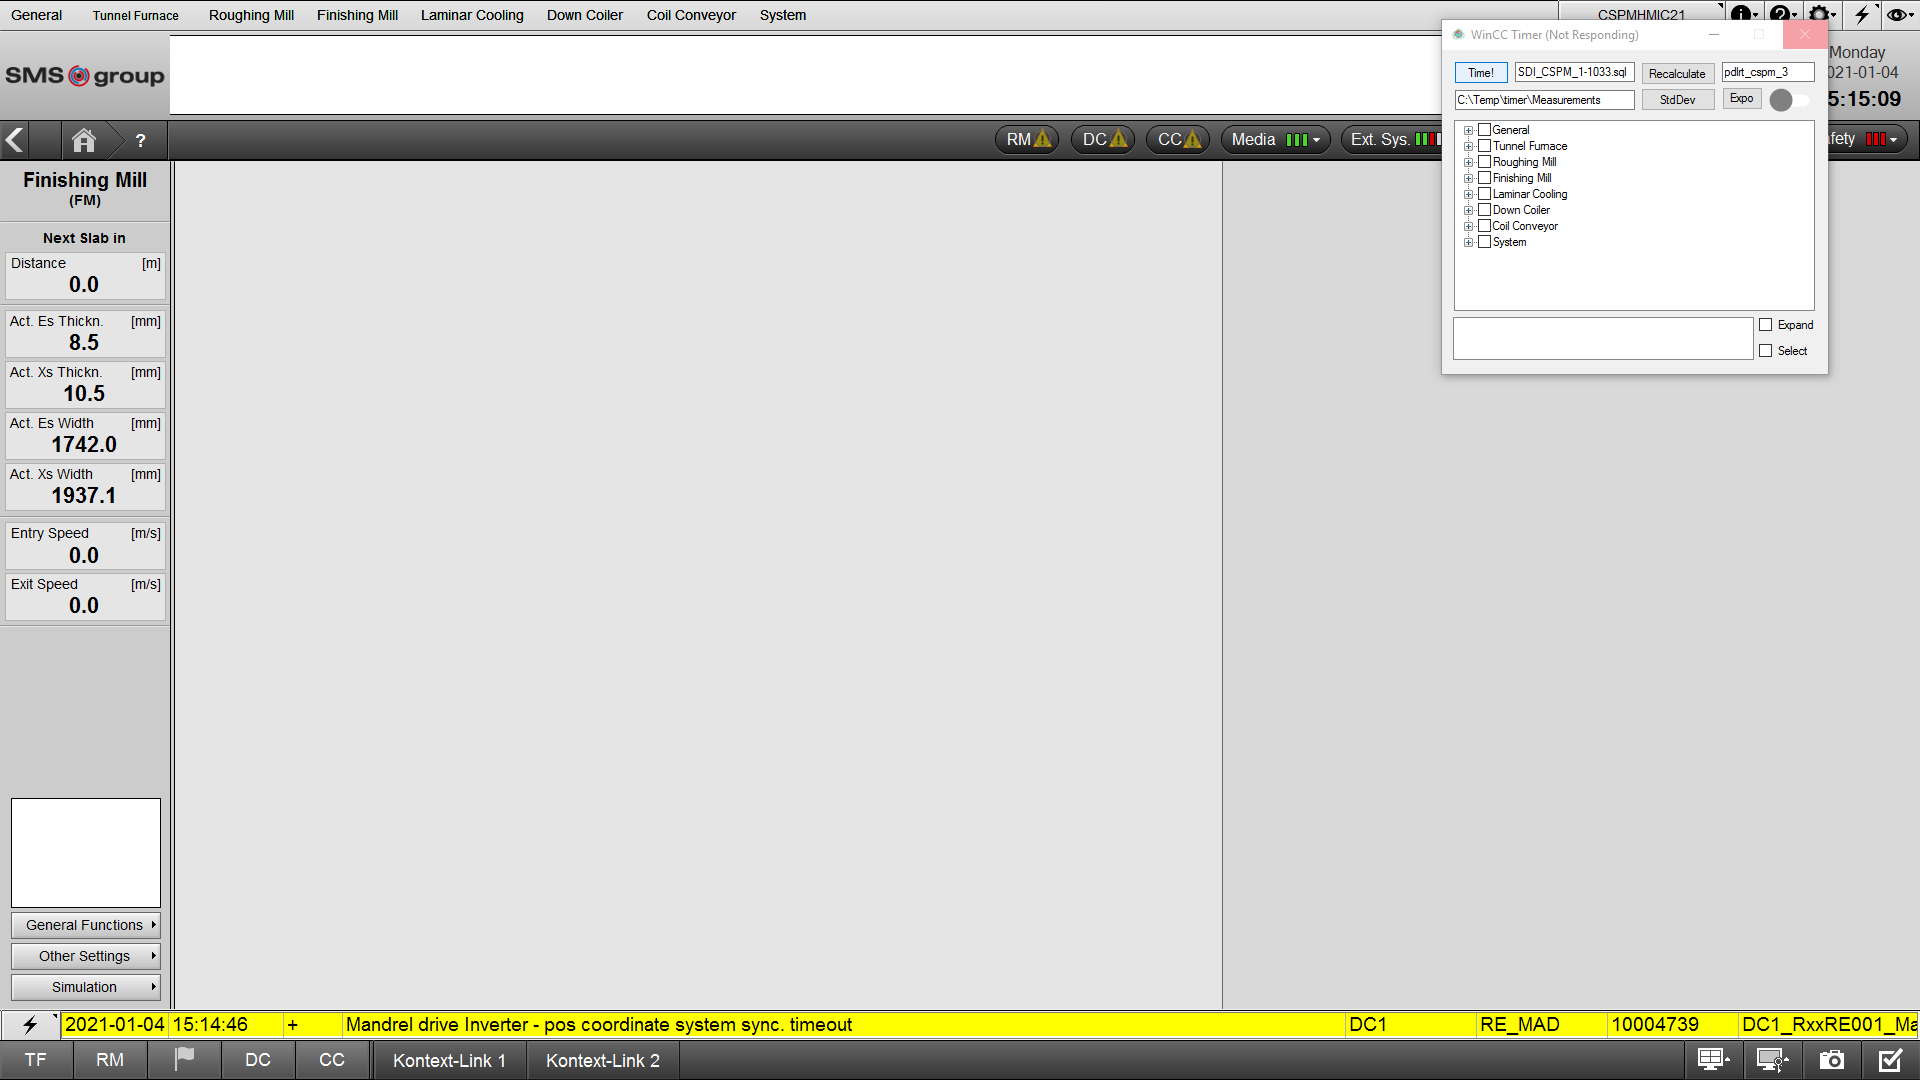 General Tunnel Furnace Roughing Mill Finishing Mill Laminar Cooling Down Coiler Coil Conveyor System CSPMHMIC21
WinCC Timer (Not Responding)
SMS group
Monday
021-01-04
5:15:09
Time! SDI_CSPM_1-1033.sql Recalculate pdlrt_cspm_3
C:\Temp\timer\Measurements StdDev Expo
? RM DC CC Media Ext. Sys. fety
General
Tunnel Furnace
Roughing Mill
Finishing Mill
Laminar Cooling
Down Coiler
Coil Conveyor
System
Expand
Select
Finishing Mill
(FM)
Next Slab in
Distance [m]
0.0
Act. Es Thickn. [mm]
8.5
Act. Xs Thickn. [mm]
10.5
Act. Es Width [mm]
1742.0
Act. Xs Width [mm]
1937.1
Entry Speed [m/s]
0.0
Exit Speed [m/s]
0.0
General Functions
Other Settings
Simulation
2021-01-04 15:14:46 + Mandrel drive Inverter - pos coordinate system sync. timeout DC1 RE_MAD 10004739 DC1_RxxRE001_Ma
TF RM DC CC Kontext-Link 1 Kontext-Link 2